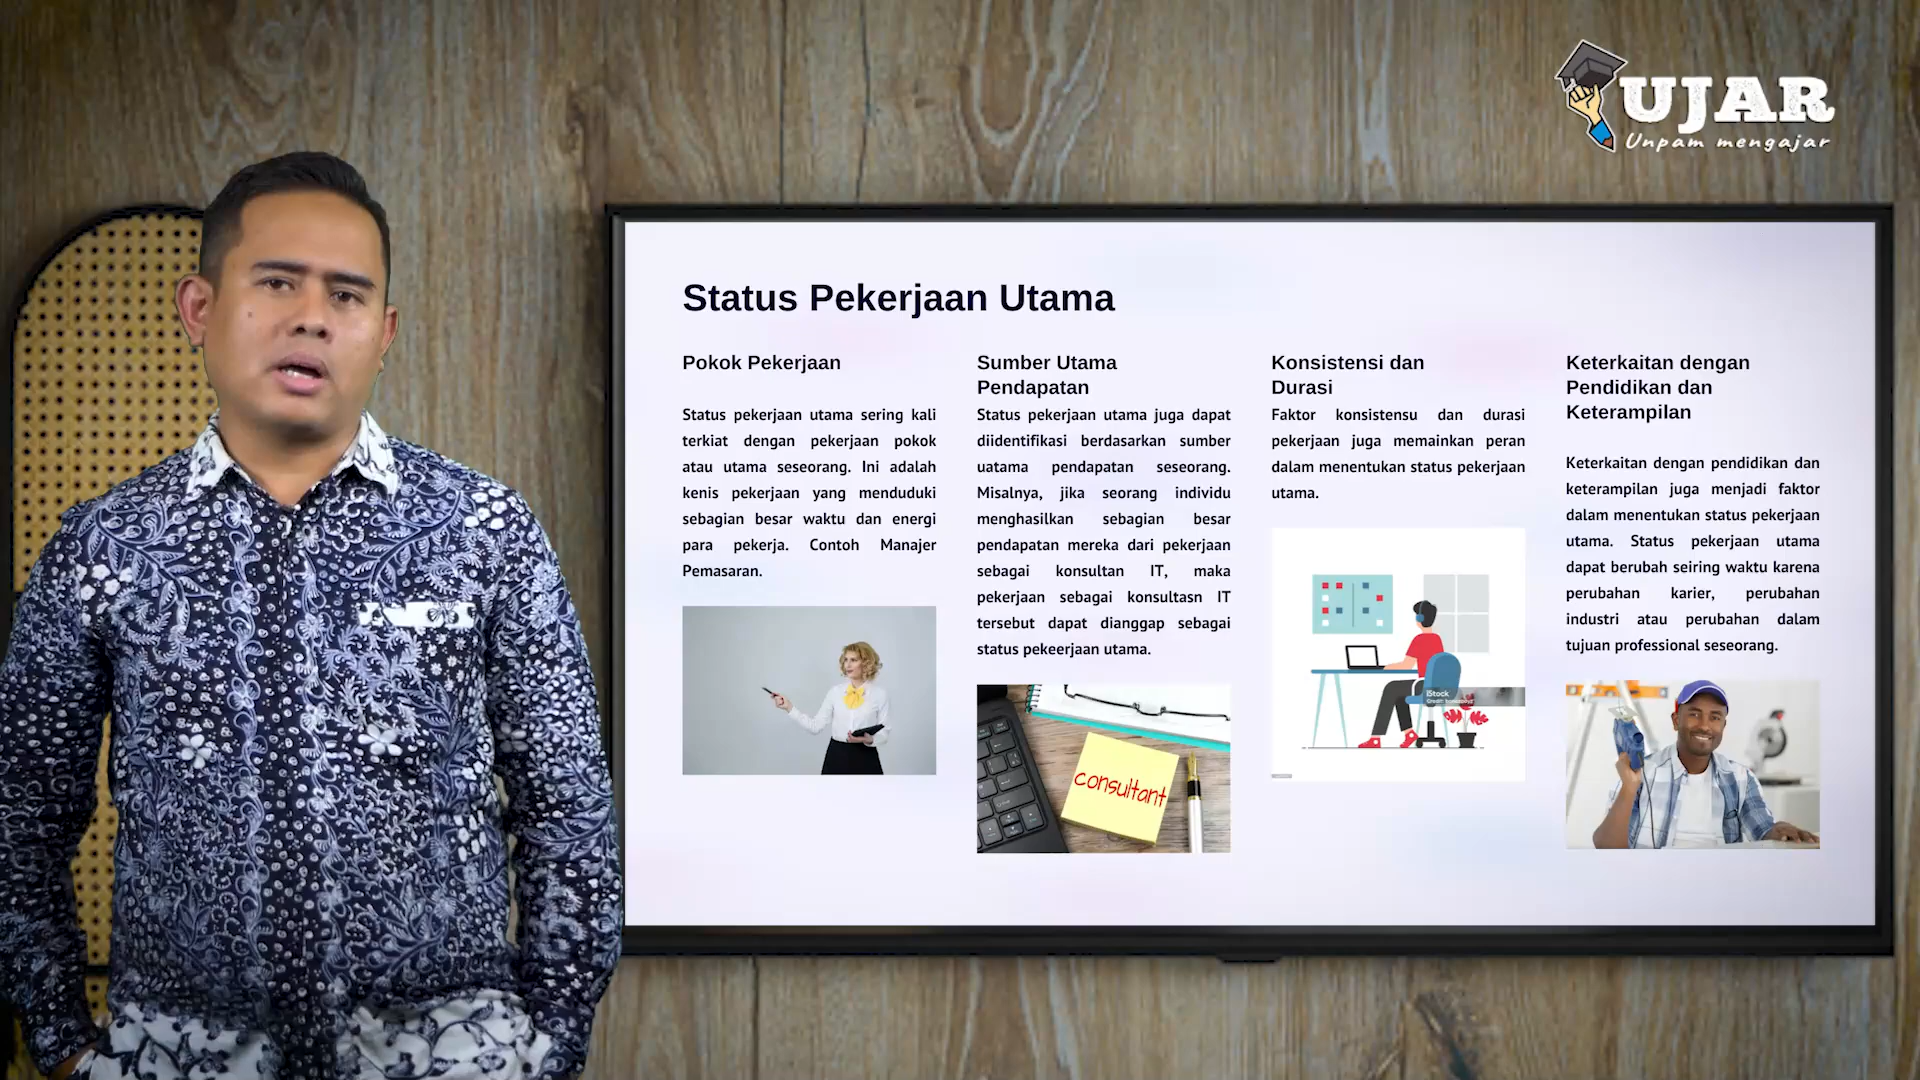 UJAR
Unpam mengajar
Status Pekerjaan Utama
Pokok Pekerjaan
Status pekerjaan utama sering kali
terkiat dengan pekerjaan pokok
atau utama seseorang. Ini adalah
kenis pekerjaan yang menduduki
sebagian besar waktu dan energi
para pekerja. Contoh Manajer
Pemasaran.
Sumber Utama
Pendapatan
Status pekerjaan utama juga dapat
diidentifikasi berdasarkan sumber
uatama pendapatan seseorang.
Misalnya, jika seorang individu
menghasilkan sebagian besar
pendapatan mereka dari pekerjaan
sebagai konsultan IT, maka
pekerjaan sebagai konsultasn IT
tersebut dapat dianggap sebagai
status pekeerjaan utama.
consultant
Konsistensi dan
Durasi
Faktor konsistensu dan durasi
pekerjaan juga memainkan peran
dalam menentukan status pekerjaan
utama.
iStock
Keterkaitan dengan
Pendidikan dan
Keterampilan
Keterkaitan dengan pendidikan dan
keterampilan juga menjadi faktor
dalam menentukan status pekerjaan
utama. Status pekerjaan utama
dapat berubah seiring waktu karena
perubahan karier, perubahan
industri atau perubahan dalam
tujuan professional seseorang.